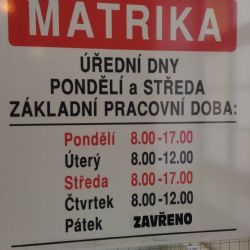 MATRIKA
ÚŘEDNÍ DNY
PONDĚLÍ a STŘEDA
ZÁKLADNÍ PRACOVNÍ DOBA:
Pondělí 8.00-17.00
Úterý 8.00-12.00
Středa 8.00-17.00
Čtvrtek 8.00-12.00
Pátek ZAVŘENO